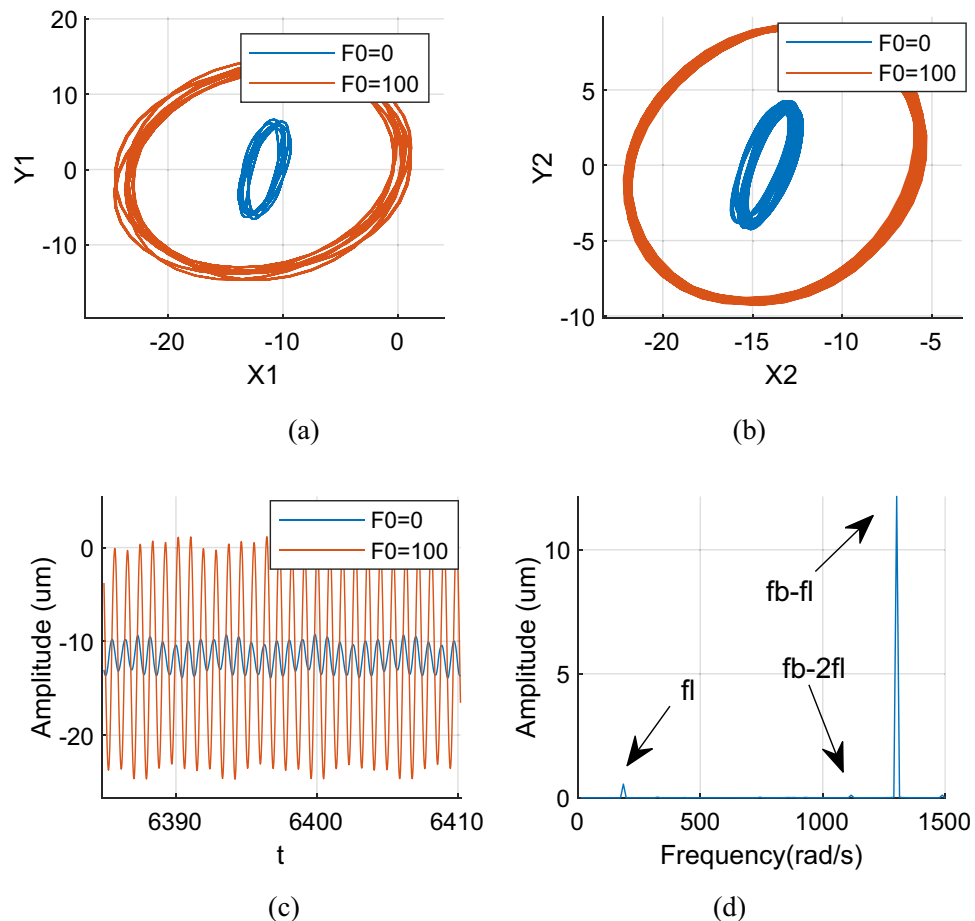 20
10
0
-10
Y1
-20
-10
0
X1
F0=0
F0=100
(a)
5
0
-5
-10
Y2
-20
-15
-10
-5
X2
F0=0
F0=100
(b)
0
-10
-20
Amplitude (um)
6390
6400
6410
t
F0=0
F0=100
(c)
10
5
0
Amplitude (um)
0
500
1000
1500
Frequency(rad/s)
fb-fl
fb-2fl
fl
(d)